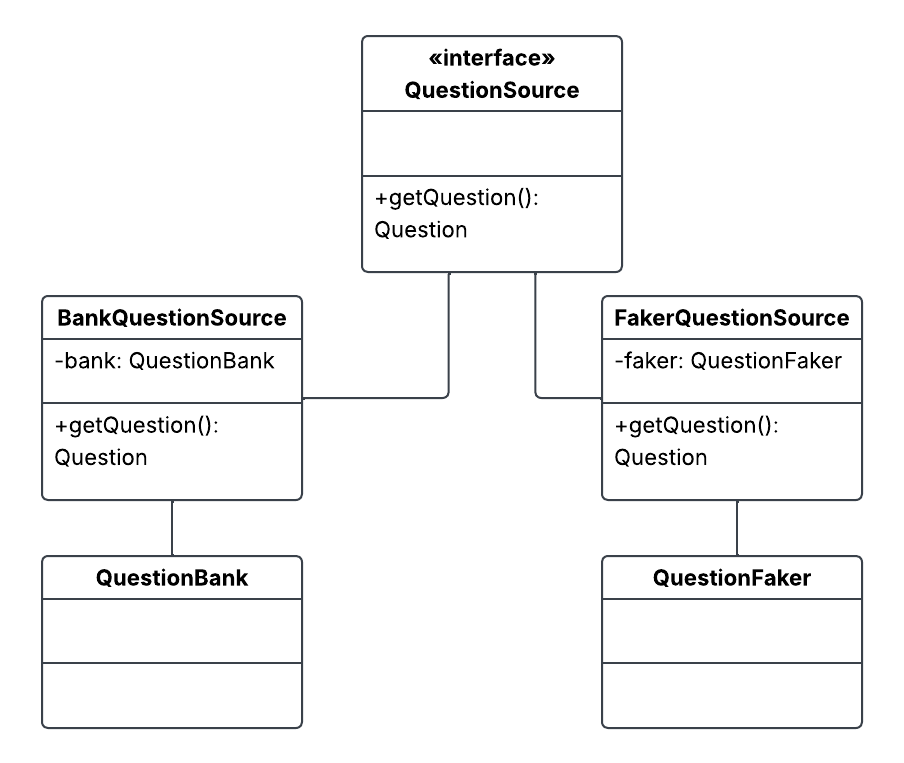 «interface»
QuestionSource
+getQuestion():
Question
BankQuestionSource
-bank: QuestionBank
+getQuestion():
Question
FakerQuestionSource
-faker: QuestionFaker
+getQuestion():
Question
QuestionBank
QuestionFaker